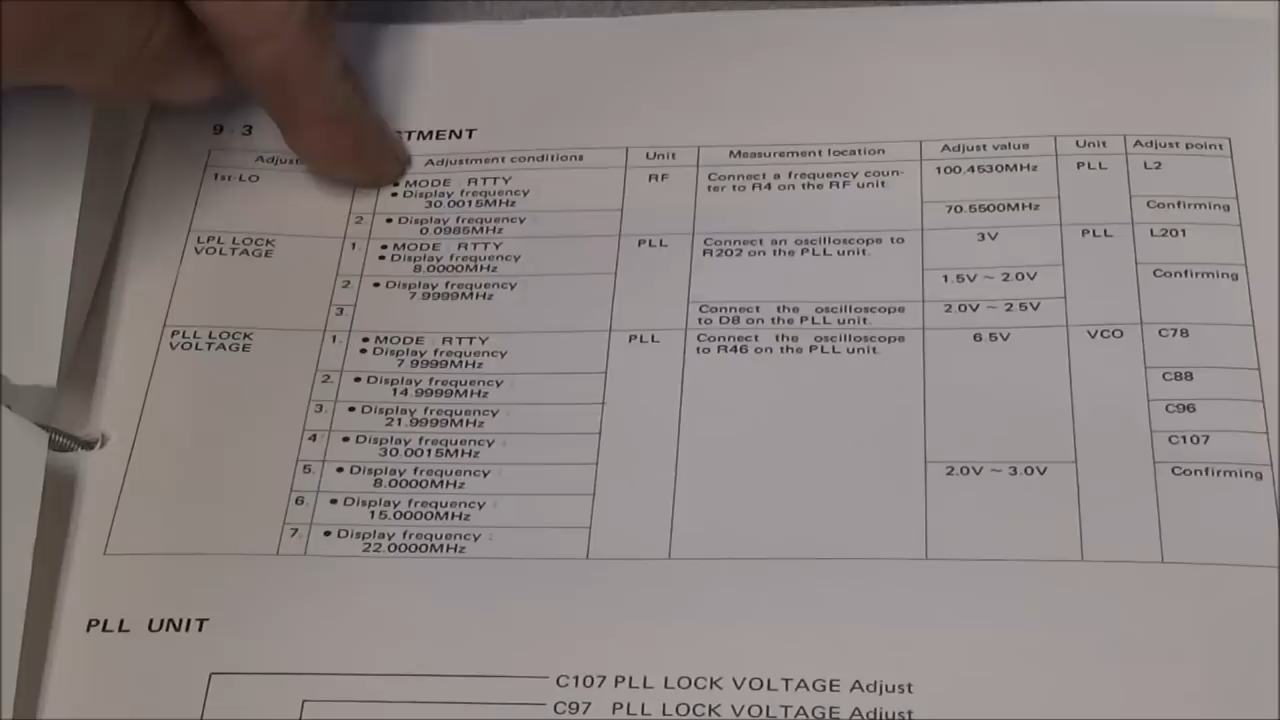 9 - 3 TMENT
Adjus Adjustment conditions Unit Measurement location Adjust value Unit Adjust point
1st-LO • MODE : RTTY RF Connect a frequency coun- 100.4530MHz PLL L2
• Display frequency ter to R4 on the RF unit.
30.0015MHz
2. • Display frequency : 70.5500MHz Confirming
0.0985MHz
LPL LOCK 1. • MODE : RTTY PLL Connect an oscilloscope to 3V PLL L201
VOLTAGE • Display frequency : R202 on the PLL unit.
8.0000MHz
2. • Display frequency : 1.5V ~ 2.0V Confirming
7.9999MHz
3. Connect the oscilloscope 2.0V ~ 2.5V
to D8 on the PLL unit.
PLL LOCK 1. • MODE : RTTY PLL Connect the oscilloscope 6.5V VCO C78
VOLTAGE • Display frequency : to R46 on the PLL unit.
7.9999MHz
2. • Display frequency : C88
14.9999MHz
3. • Display frequency : C96
21.9999MHz
4. • Display frequency : C107
30.0015MHz
5. • Display frequency : 2.0V ~ 3.0V Confirming
8.0000MHz
6. • Display frequency :
15.0000MHz
7. • Display frequency :
22.0000MHz
PLL UNIT
C107 PLL LOCK VOLTAGE Adjust
C97 PLL LOCK VOLTAGE Adjust